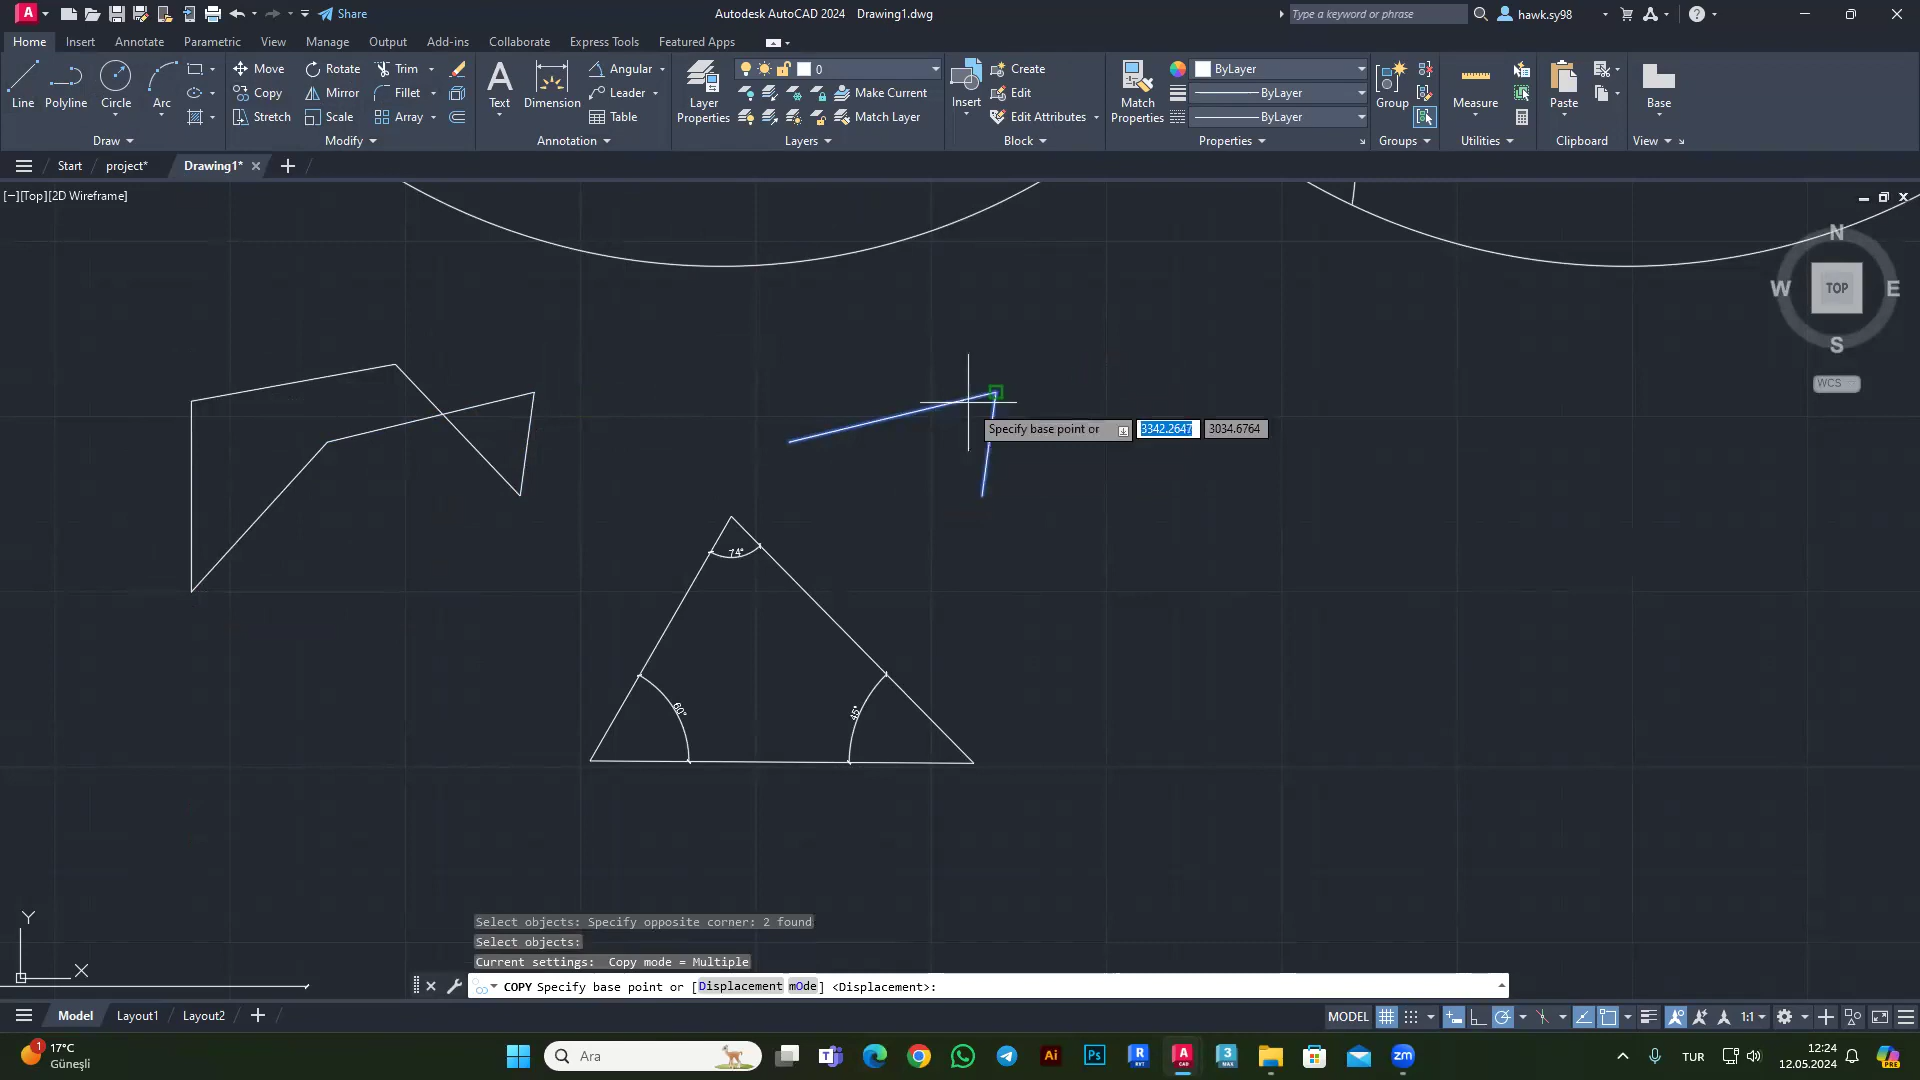 Share
Autodesk AutoCAD 2024 Drawing1.dwg
Type a keyword or phrase
hawk.sy98
Home Insert Annotate Parametric View Manage Output Add-ins Collaborate Express Tools Featured Apps
Line
Polyline
Circle
Arc
Draw
Move Rotate Trim
Copy Mirror Fillet
Stretch Scale Array
Modify
Text
Dimension
Angular
Leader
Table
Annotation
Layer
Properties
0
Make Current
Match Layer
Layers
Insert
Create
Edit
Edit Attributes
Block
Match
Properties
ByLayer
ByLayer
ByLayer
Properties
Group
Groups
Measure
Utilities
Paste
Clipboard
Base
View
Start project* Drawing1*
[−][Top][2D Wireframe]
N
W TOP E
S
WCS
Specify base point or 3342.2647 3034.6764
74°
60°
45°
Y
X
Select objects: Specify opposite corner: 2 found
Select objects:
Current settings: Copy mode = Multiple
COPY Specify base point or [Displacement mOde] <Displacement>:
Model Layout1 Layout2
MODEL 1:1
1 17°C
Güneşli
Ara
TUR
12:24
12.05.2024